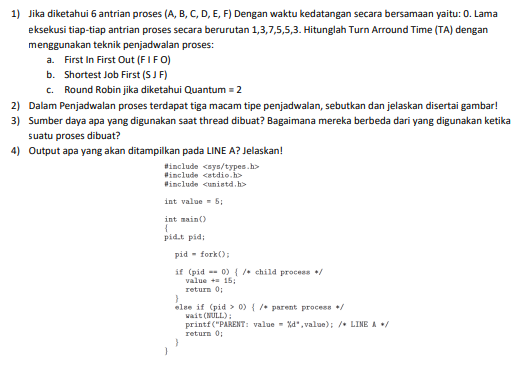 1) Jika diketahui 6 antrian proses (A, B, C, D, E, F) Dengan waktu kedatangan secara bersamaan yaitu: 0. Lama
eksekusi tiap-tiap antrian proses secara berurutan 1,3,7,5,5,3. Hitunglah Turn Arround Time (TA) dengan
menggunakan teknik penjadwalan proses:
a. First In First Out (F I F O)
b. Shortest Job First (S J F)
c. Round Robin jika diketahui Quantum = 2
2) Dalam Penjadwalan proses terdapat tiga macam tipe penjadwalan, sebutkan dan jelaskan disertai gambar!
3) Sumber daya apa yang digunakan saat thread dibuat? Bagaimana mereka berbeda dari yang digunakan ketika
suatu proses dibuat?
4) Output apa yang akan ditampilkan pada LINE A? Jelaskan!
#include <sys/types.h>
#include <stdio.h>
#include <unistd.h>
int value = 5;
int main()
{
pid_t pid;
pid = fork();
if (pid == 0) { /* child process */
value += 15;
return 0;
}
else if (pid > 0) { /* parent process */
wait(NULL);
printf("PARENT: value = %d",value); /* LINE A */
return 0;
}
}